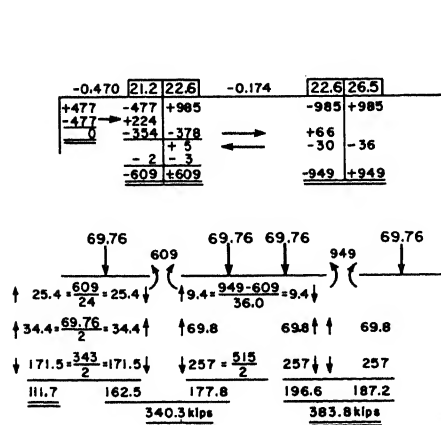 -0.470 21.2 22.6 -0.174 22.6 26.5
+477 -477 +985 -985 +985
-477 → +224
0 -354 -378 → +66
+ 5 ← -30 -36
- 2 - 3
-609 +609 -949 +949
69.76 609 69.76 69.76 949 69.76
↑ 25.4 = 609/24 = 25.4 ↓ ↑ 9.4 = 949-609/36.0 = 9.4 ↓
↑ 34.4 = 69.76/2 = 34.4 ↑ ↑ 69.8 69.8 ↑ ↑ 69.8
↓ 171.5 = 343/2 = 171.5 ↓ ↓ 257 = 515/2 257 ↓ ↓ 257
111.7 162.5 177.8 196.6 187.2
340.3 kips 383.8 kips